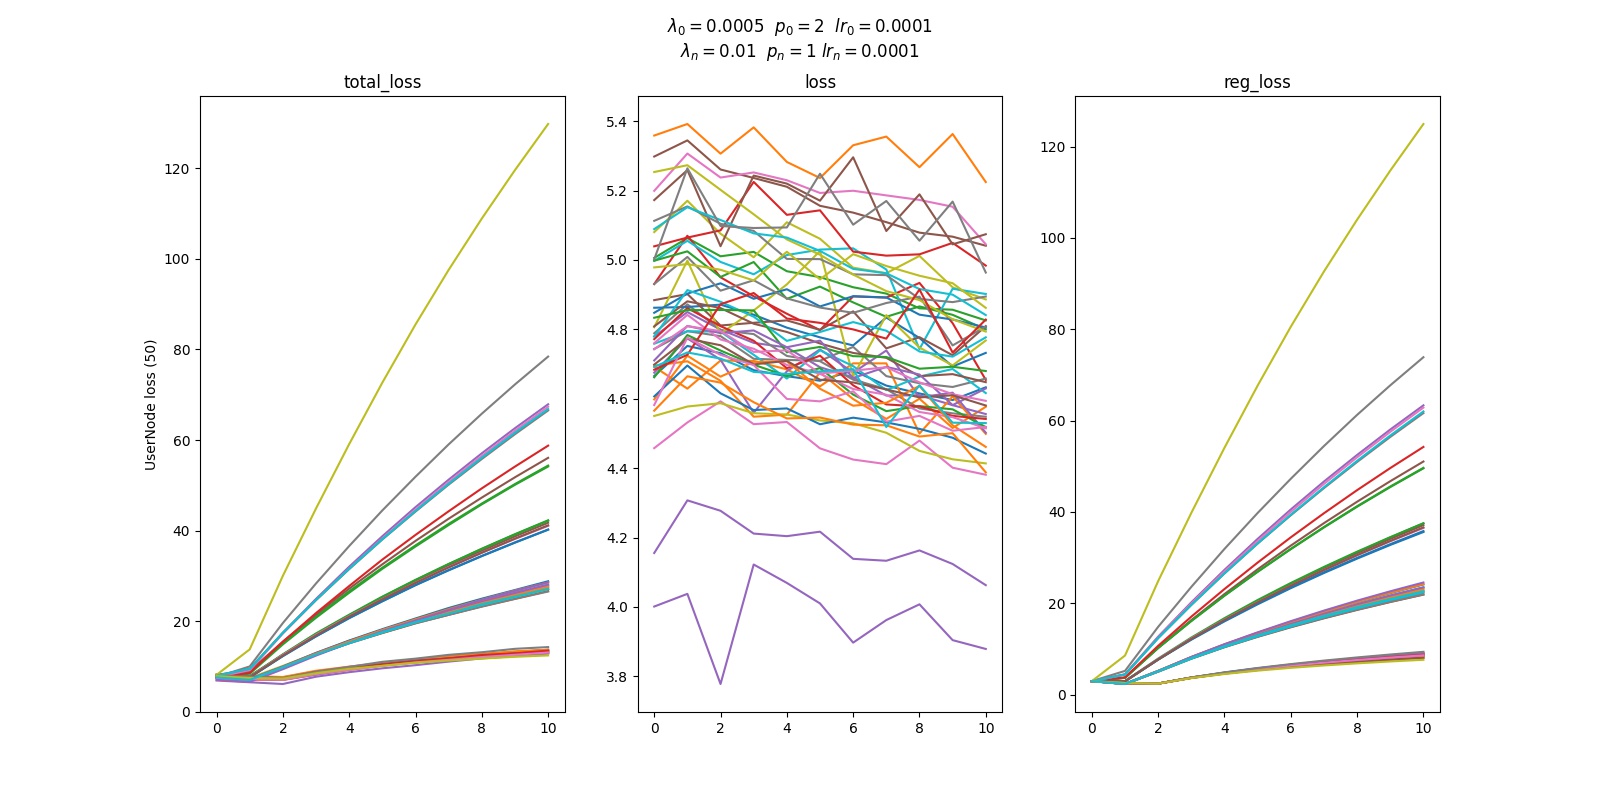 λ₀ = 0.0005 p₀ = 2 lr₀ = 0.0001
λₙ = 0.01 pₙ = 1 lrₙ = 0.0001
total_loss
loss
reg_loss
UserNode loss (50)
120
100
80
60
40
20
0
0 2 4 6 8 10
5.4
5.2
5.0
4.8
4.6
4.4
4.2
4.0
3.8
0 2 4 6 8 10
120
100
80
60
40
20
0
0 2 4 6 8 10